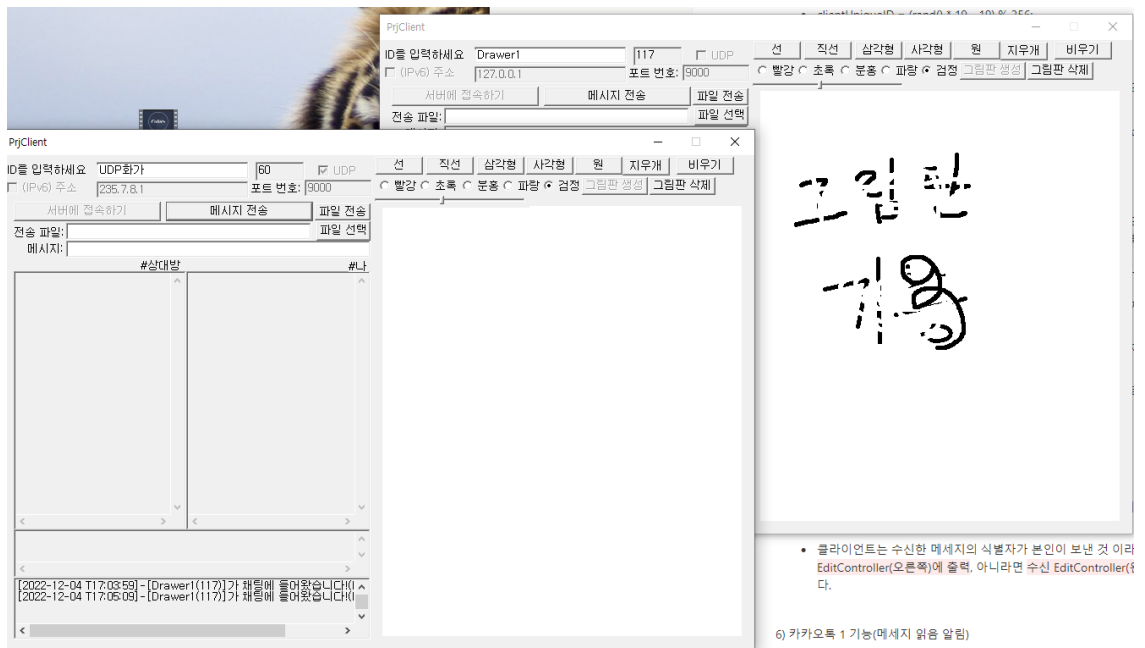 clientUniqueID = (rand() * 19 - 19) % 256;
PrjClient
ID를 입력하세요 Drawer1 117 UDP 선 직선 삼각형 사각형 원 지우개 비우기
(IPv6) 주소 127.0.0.1 포트 번호: 9000 빨강 초록 분홍 파랑 검정 그림판 생성 그림판 삭제
서버에 접속하기 메시지 전송 파일 전송
전송 파일: 파일 선택
그림판
기용
PrjClient
ID를 입력하세요 UDP화가 60 UDP 선 직선 삼각형 사각형 원 지우개 비우기
(IPv6) 주소 235.7.8.1 포트 번호: 9000 빨강 초록 분홍 파랑 검정 그림판 생성 그림판 삭제
서버에 접속하기 메시지 전송 파일 전송
전송 파일: 파일 선택
메시지:
#상대방 #나
[2022-12-04 T17:03:59]-[Drawer1(117)]가 채팅에 들어왔습니다!(
[2022-12-04 T17:05:09]-[Drawer1(117)]가 채팅에 들어왔습니다!(
클라이언트는 수신한 메세지의 식별자가 본인이 보낸 것 이라
EditController(오른쪽)에 출력, 아니라면 수신 EditController(
다.
6) 카카오톡 1 기능(메세지 읽음 알림)